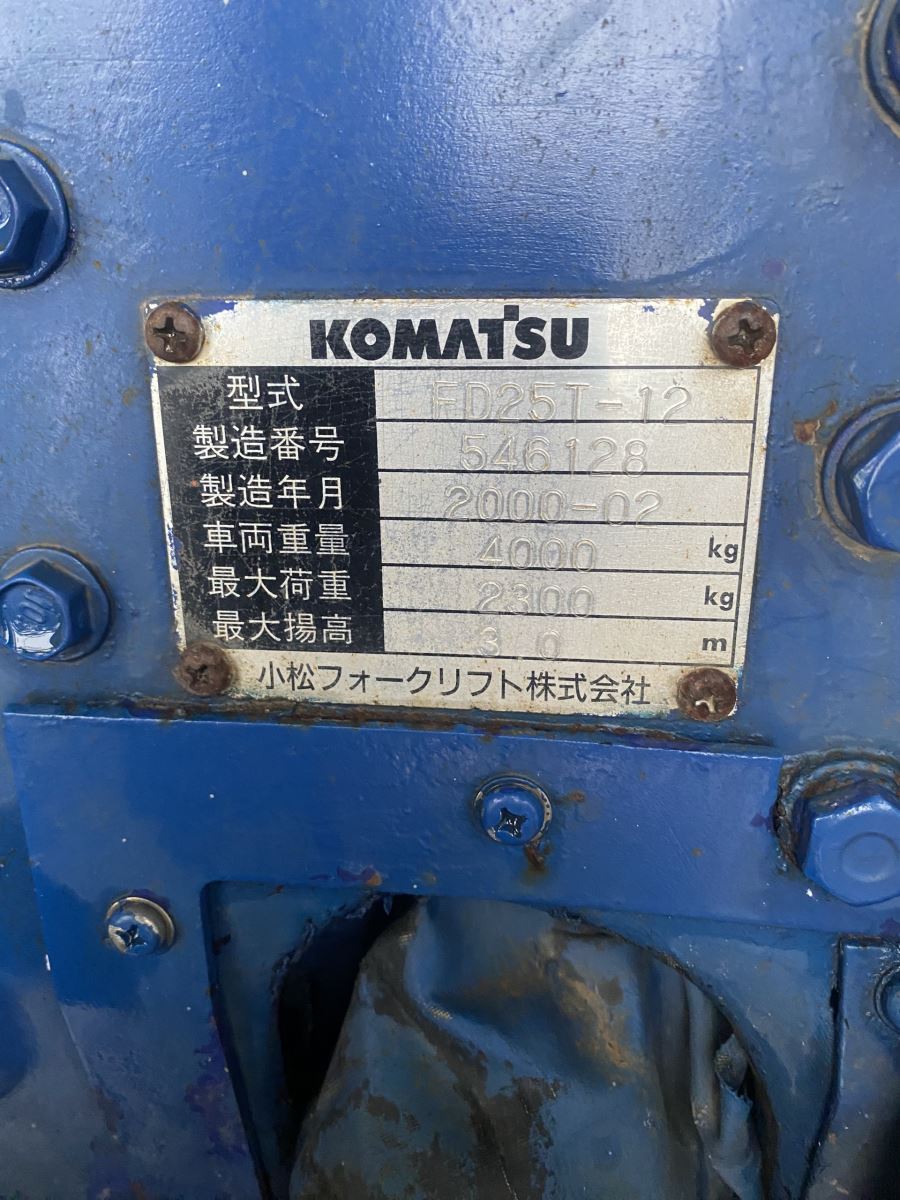 KOMATSU
型式 FD25T-12
製造番号 546128
製造年月 2000-02
車両重量 4000 kg
最大荷重 2300 kg
最大揚高 3.0 m
小松フォークリフト株式会社